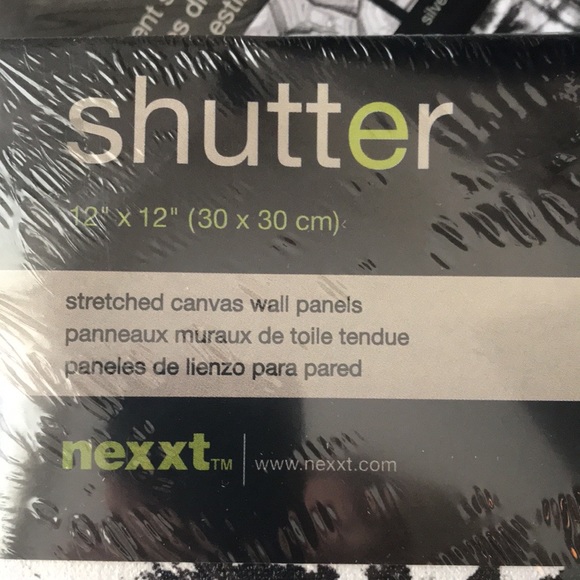 shutter
12" x 12" (30 x 30 cm)
stretched canvas wall panels
panneaux muraux de toile tendue
paneles de lienzo para pared
nexxt™ | www.nexxt.com